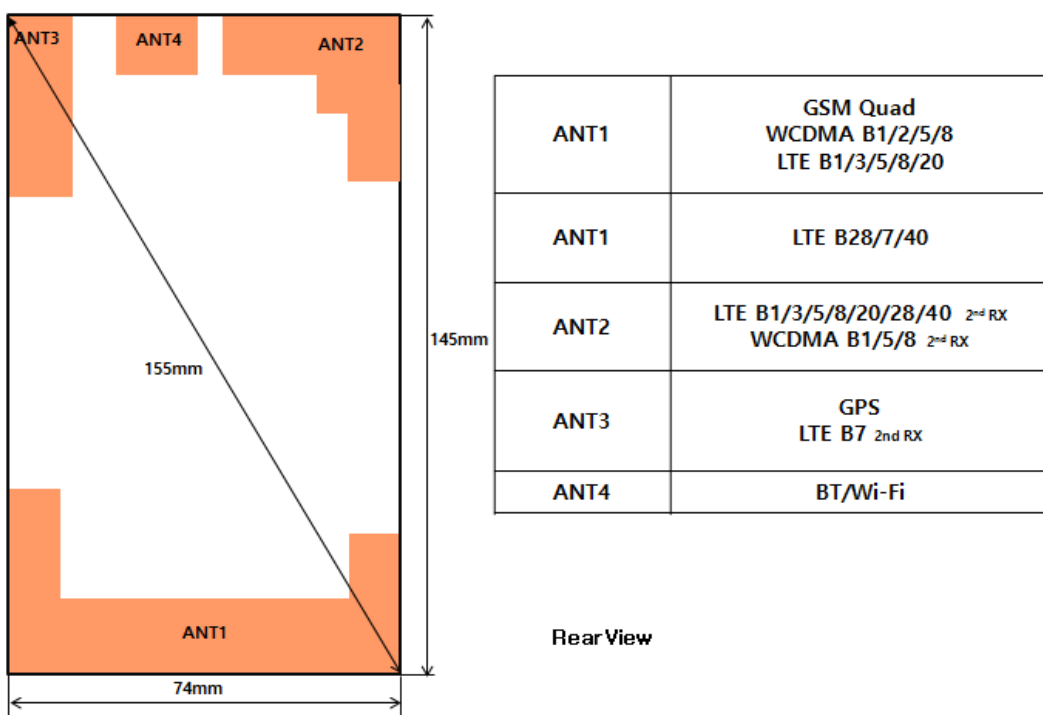 ANT3
ANT4
ANT2
155mm
145mm
ANT1
74mm
ANT1
GSM Quad
WCDMA B1/2/5/8
LTE B1/3/5/8/20
ANT1
LTE B28/7/40
ANT2
LTE B1/3/5/8/20/28/40 2nd RX
WCDMA B1/5/8 2nd RX
ANT3
GPS
LTE B7 2nd RX
ANT4
BT/Wi-Fi
Rear View